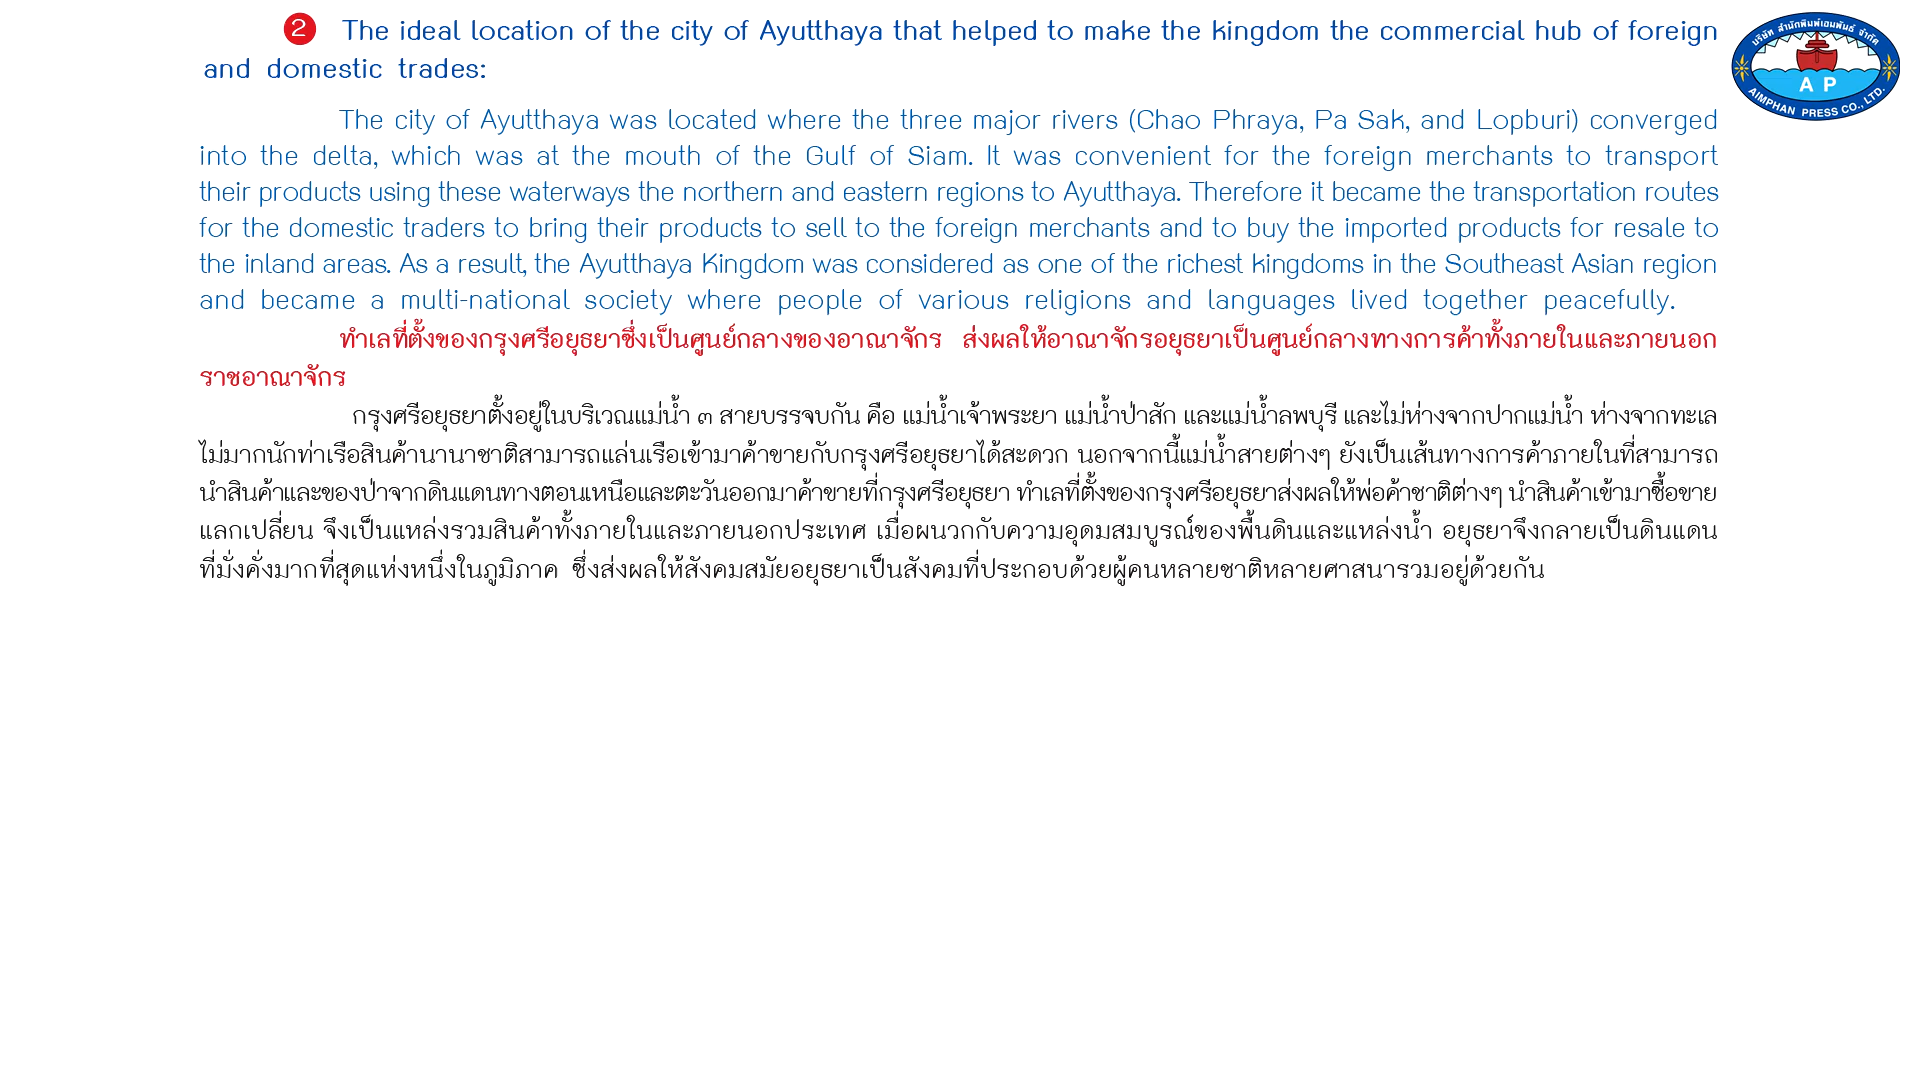 2 The ideal location of the city of Ayutthaya that helped to make the kingdom the commercial hub of foreign
and domestic trades:
The city of Ayutthaya was located where the three major rivers (Chao Phraya, Pa Sak, and Lopburi) converged
into the delta, which was at the mouth of the Gulf of Siam. It was convenient for the foreign merchants to transport
their products using these waterways the northern and eastern regions to Ayutthaya. Therefore it became the transportation routes
for the domestic traders to bring their products to sell to the foreign merchants and to buy the imported products for resale to
the inland areas. As a result, the Ayutthaya Kingdom was considered as one of the richest kingdoms in the Southeast Asian region
and became a multi-national society where people of various religions and languages lived together peacefully.
ทำเลที่ตั้งของกรุงศรีอยุธยาซึ่งเป็นศูนย์กลางของอาณาจักร ส่งผลให้อาณาจักรอยุธยาเป็นศูนย์กลางทางการค้าทั้งภายในและภายนอก
ราชอาณาจักร
กรุงศรีอยุธยาตั้งอยู่ในบริเวณแม่น้ำ ๓ สายบรรจบกัน คือ แม่น้ำเจ้าพระยา แม่น้ำป่าสัก และแม่น้ำลพบุรี และไม่ห่างจากปากแม่น้ำ ห่างจากทะเล
ไม่มากนักท่าเรือสินค้านานาชาติสามารถแล่นเรือเข้ามาค้าขายกับกรุงศรีอยุธยาได้สะดวก นอกจากนี้แม่น้ำสายต่างๆ ยังเป็นเส้นทางการค้าภายในที่สามารถ
นำสินค้าและของป่าจากดินแดนทางตอนเหนือและตะวันออกมาค้าขายที่กรุงศรีอยุธยา ทำเลที่ตั้งของกรุงศรีอยุธยาส่งผลให้พ่อค้าชาติต่างๆ นำสินค้าเข้ามาซื้อขาย
แลกเปลี่ยน จึงเป็นแหล่งรวมสินค้าทั้งภายในและภายนอกประเทศ เมื่อผนวกกับความอุดมสมบูรณ์ของพื้นดินและแหล่งน้ำ อยุธยาจึงกลายเป็นดินแดน
ที่มั่งคั่งมากที่สุดแห่งหนึ่งในภูมิภาค ซึ่งส่งผลให้สังคมสมัยอยุธยาเป็นสังคมที่ประกอบด้วยผู้คนหลายชาติหลายศาสนารวมอยู่ด้วยกัน
บริษัท สำนักพิมพ์เอมพันธ์ จำกัด
A P
AIMPHAN PRESS CO., LTD.